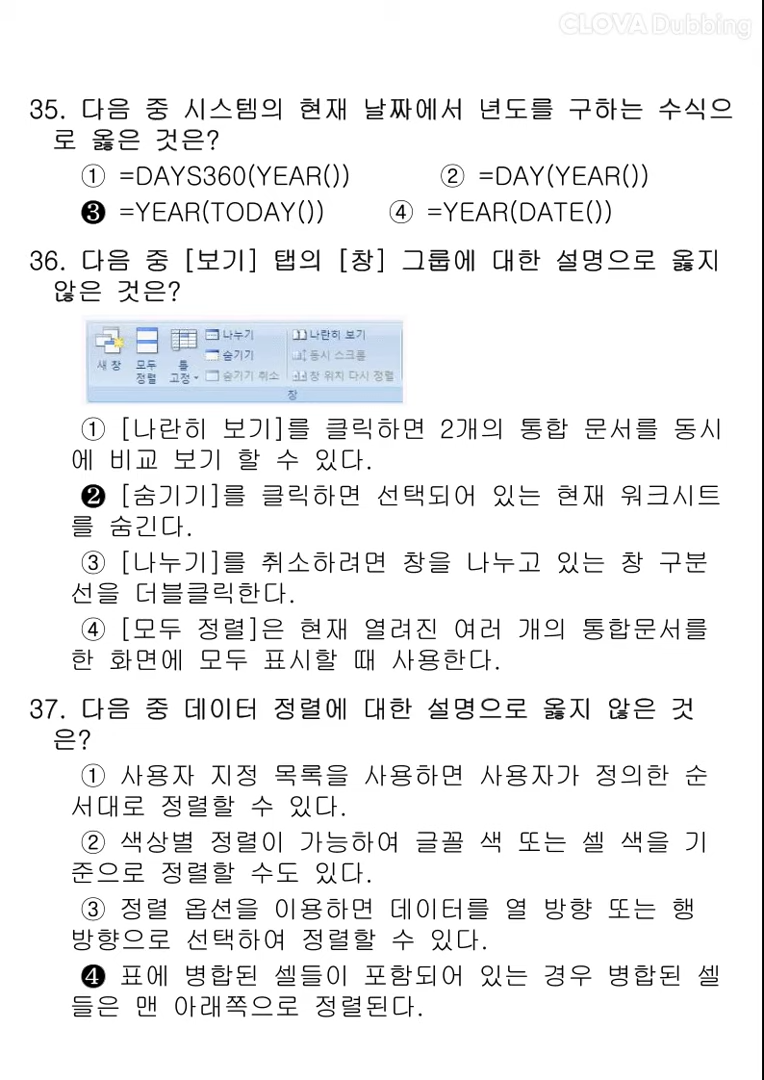 CLOVA Dubbing
35. 다음 중 시스템의 현재 날짜에서 년도를 구하는 수식으
로 옳은 것은?
① =DAYS360(YEAR()) ② =DAY(YEAR())
❸ =YEAR(TODAY()) ④ =YEAR(DATE())
36. 다음 중 [보기] 탭의 [창] 그룹에 대한 설명으로 옳지
않은 것은?
나누기 나란히 보기
숨기기 동시 스크롤
새 창 모두 틀
정렬 고정 숨기기 취소 창 위치 다시 정렬
창
① [나란히 보기]를 클릭하면 2개의 통합 문서를 동시
에 비교 보기 할 수 있다.
❷ [숨기기]를 클릭하면 선택되어 있는 현재 워크시트
를 숨긴다.
③ [나누기]를 취소하려면 창을 나누고 있는 창 구분
선을 더블클릭한다.
④ [모두 정렬]은 현재 열려진 여러 개의 통합문서를
한 화면에 모두 표시할 때 사용한다.
37. 다음 중 데이터 정렬에 대한 설명으로 옳지 않은 것
은?
① 사용자 지정 목록을 사용하면 사용자가 정의한 순
서대로 정렬할 수 있다.
② 색상별 정렬이 가능하여 글꼴 색 또는 셀 색을 기
준으로 정렬할 수도 있다.
③ 정렬 옵션을 이용하면 데이터를 열 방향 또는 행
방향으로 선택하여 정렬할 수 있다.
❹ 표에 병합된 셀들이 포함되어 있는 경우 병합된 셀
들은 맨 아래쪽으로 정렬된다.